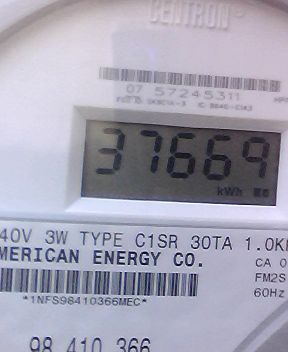 CENTRON
07 57245311
37669
kWh
40V 3W TYPE C1SR 30TA 1.0K
MERICAN ENERGY CO.
CA 0
FM2S
60Hz
*1NFS98410366MEC*
98 410 366